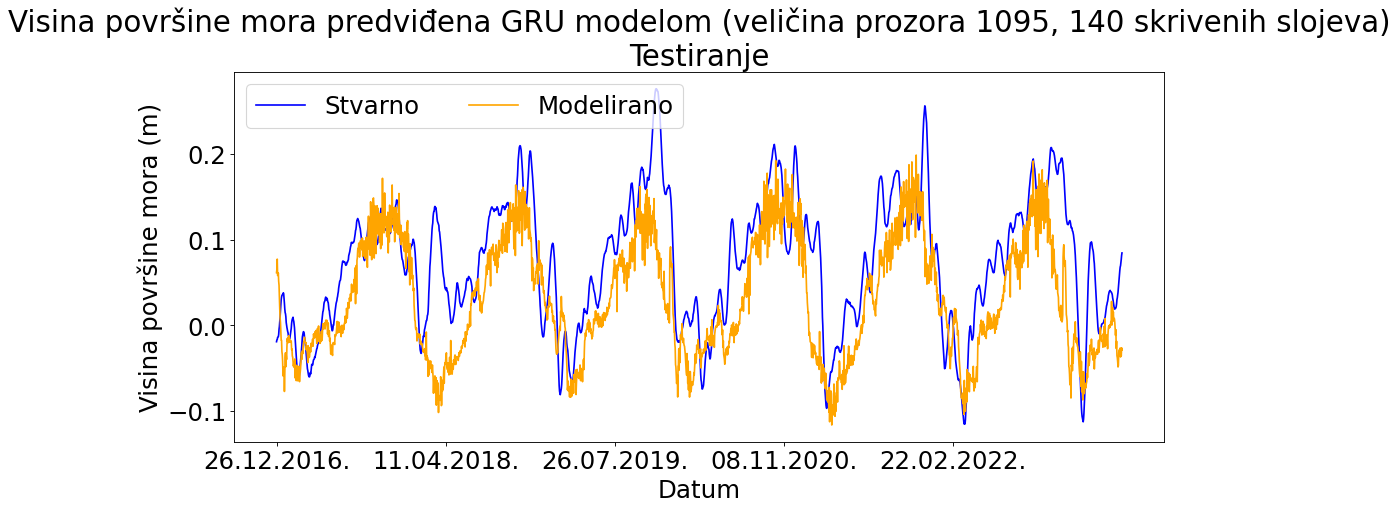 Visina površine mora predviđena GRU modelom (veličina prozora 1095, 140 skrivenih slojeva)
Testiranje
Stvarno
Modelirano
Visina površine mora (m)
0.2
0.1
0.0
−0.1
26.12.2016.
11.04.2018.
26.07.2019.
08.11.2020.
22.02.2022.
Datum